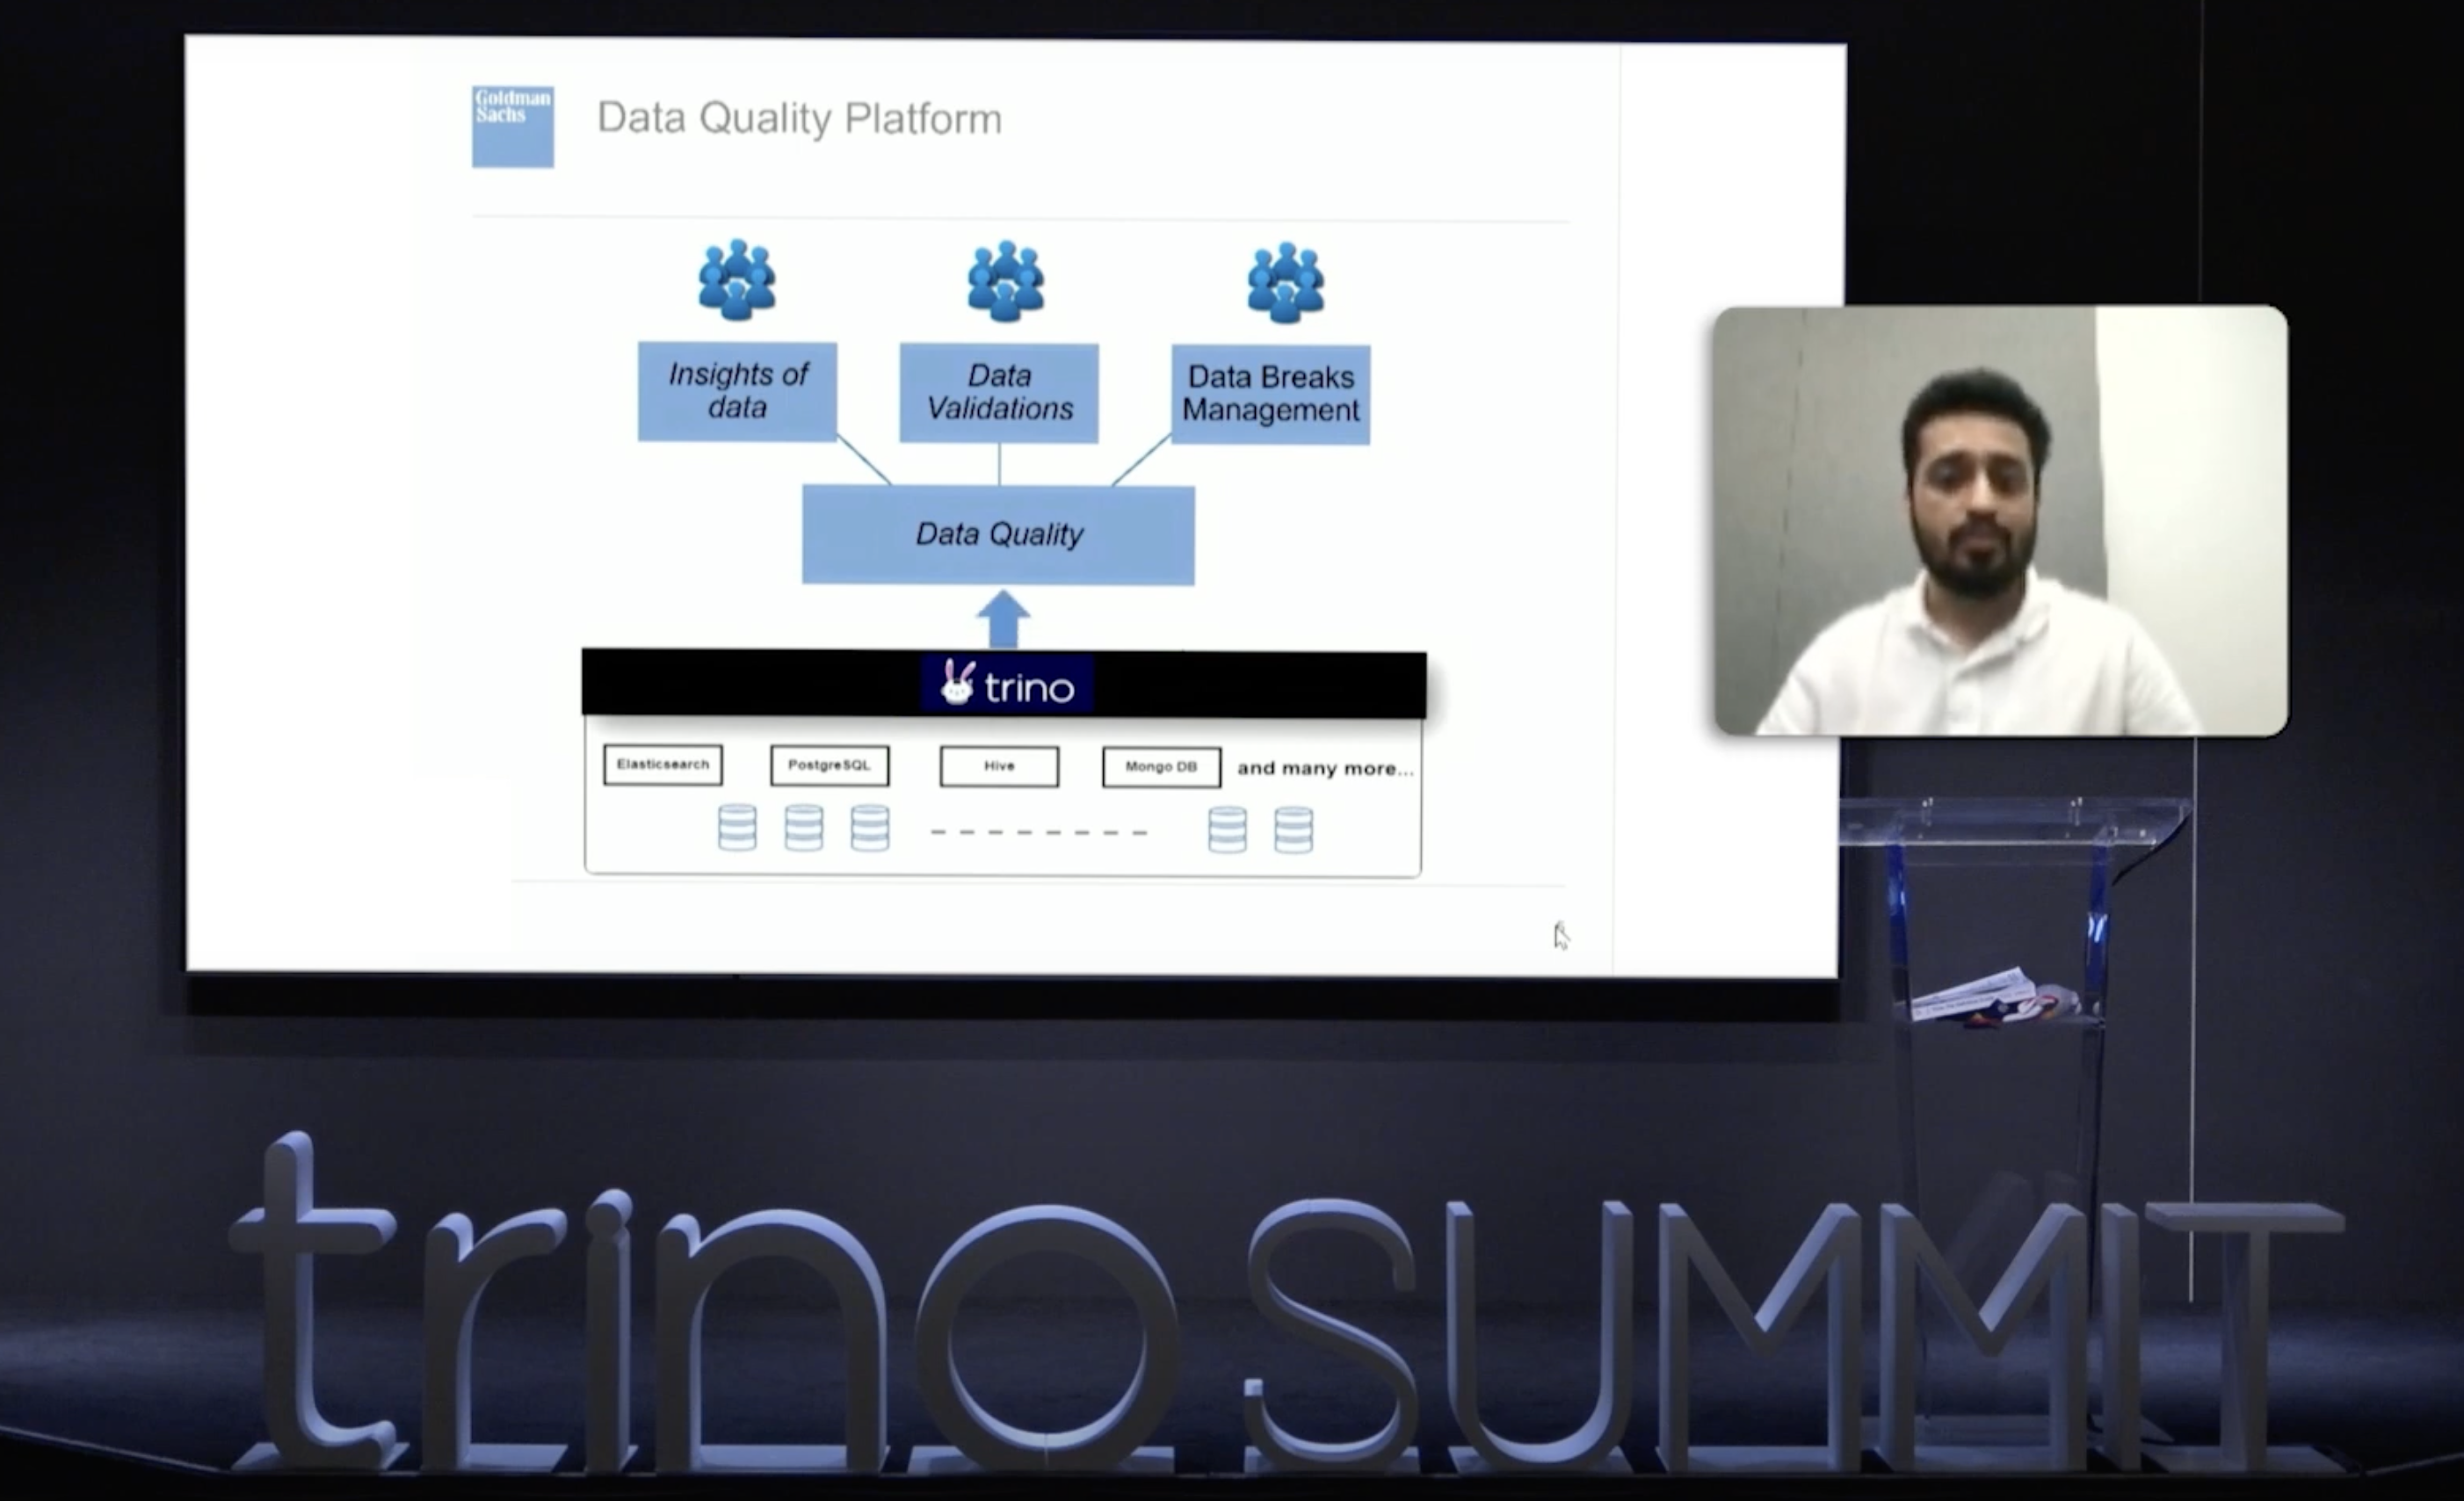 Goldman
Sachs
Data Quality Platform
Insights of
data
Data
Validations
Data Breaks
Management
Data Quality
trino
Elasticsearch
PostgreSQL
Hive
Mongo DB
and many more...
trino SUMMIT